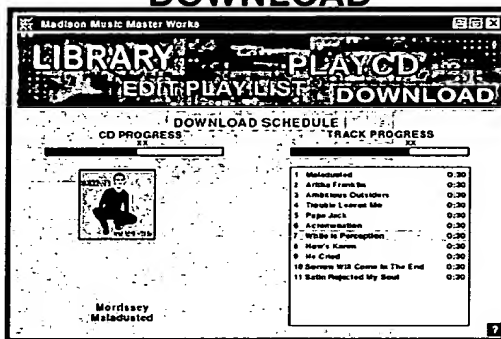 DOWNLOAD
Madison Music Master Works
LIBRARY
PLAYCD
EDIT PLAY LIST
DOWNLOAD
DOWNLOAD SCHEDULE
CD PROGRESS
XX
TRACK PROGRESS
XX
1 Maladusted 0:30
2 Aritha Franklin 0:30
3 Ambitious Outsiders 0:30
4 Trouble Loves Me 0:30
5 Papa Jack 0:30
6 Ammunition 0:30
7 Wide to Perception 0:30
8 Naw's Karen 0:30
9 He Cried 0:30
10 Sorrow Will Come In The End 0:30
11 Satin Rejected My Soul 0:30
Morrissey
Maladusted
?